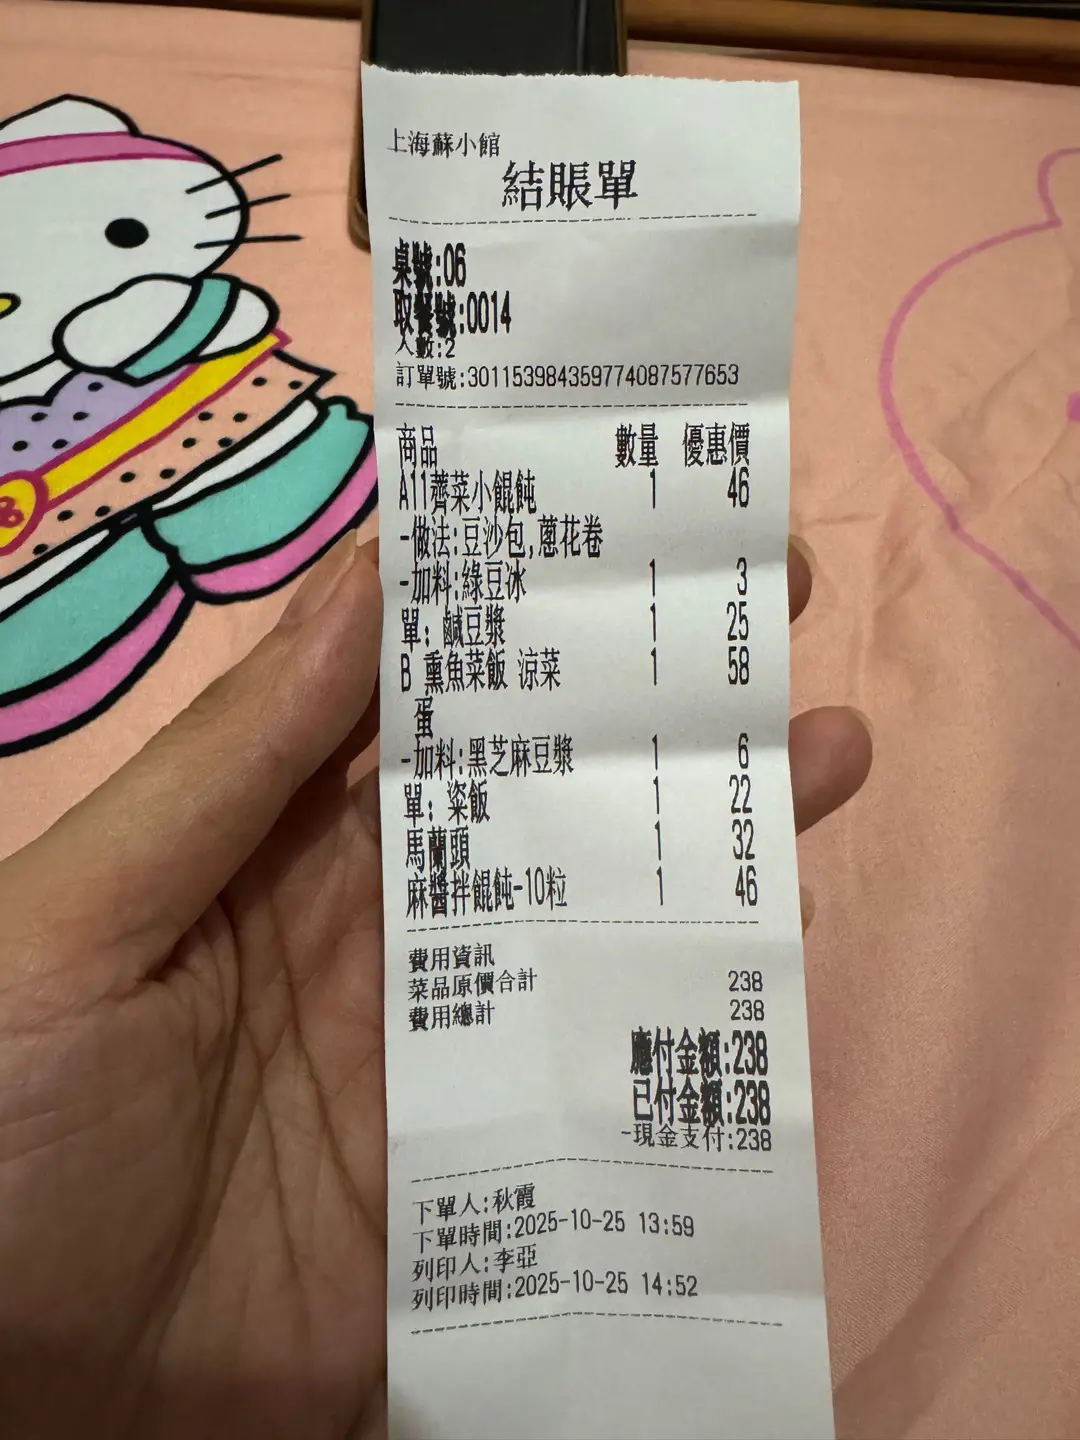 上海蘇小館
結賬單
桌號:06
取餐號:0014
人數:2
訂單號:301153984359774087577653
商品 數量 優惠價
A11薺菜小餛飩 1 46
-做法:豆沙包,蔥花卷
-加料:綠豆冰 1 3
單: 鹹豆漿 1 25
B 熏魚菜飯 涼菜 1 58
蛋
-加料:黑芝麻豆漿 1 6
單: 粢飯 1 22
馬蘭頭 1 32
麻醬拌餛飩-10粒 1 46
費用資訊
菜品原價合計 238
費用總計 238
應付金額:238
已付金額:238
-現金支付:238
下單人:秋霞
下單時間:2025-10-25 13:59
列印人:李亞
列印時間:2025-10-25 14:52